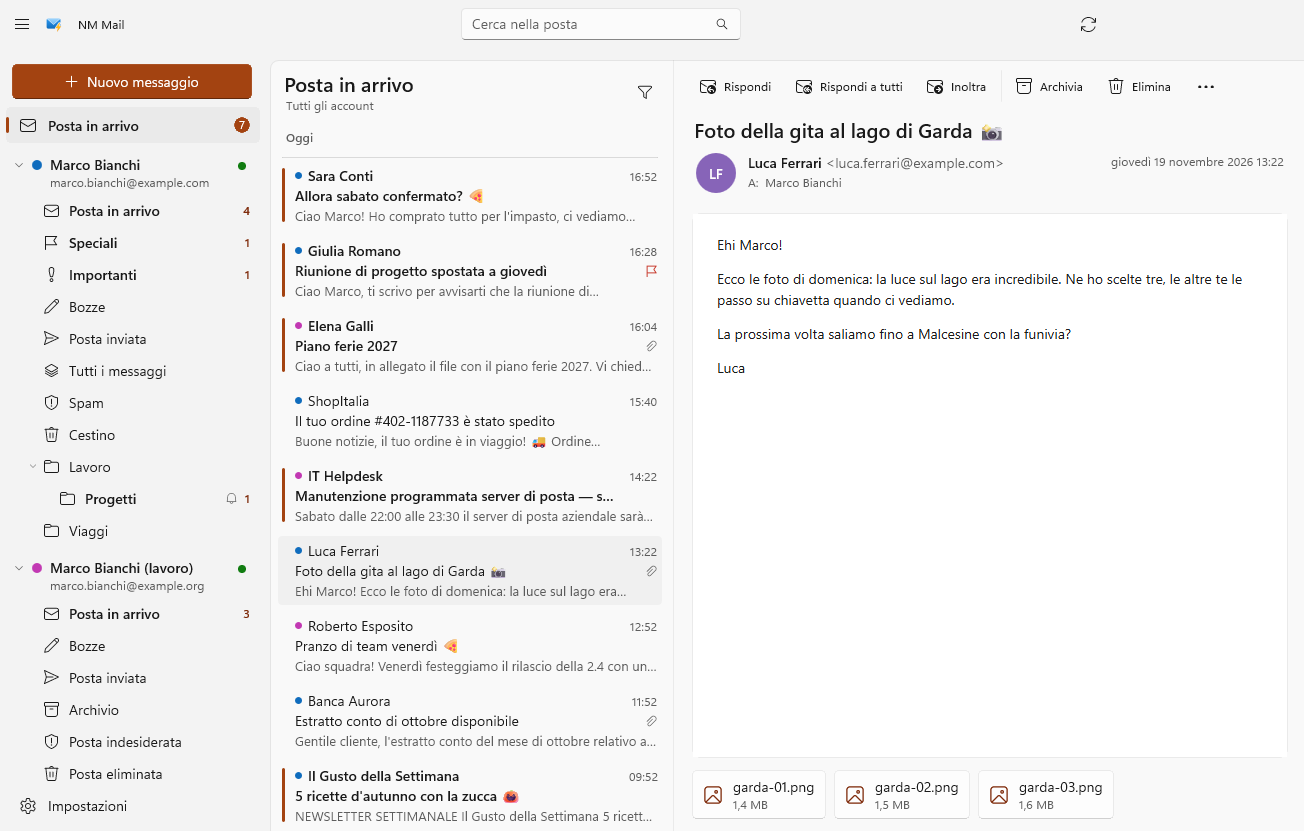 NM Mail
Cerca nella posta
Nuovo messaggio
Posta in arrivo 7
Marco Bianchi
marco.bianchi@example.com
Posta in arrivo 4
Speciali 1
Importanti 1
Bozze
Posta inviata
Tutti i messaggi
Spam
Cestino
Lavoro
Progetti 1
Viaggi
Marco Bianchi (lavoro)
marco.bianchi@example.org
Posta in arrivo 3
Bozze
Posta inviata
Archivio
Posta indesiderata
Posta eliminata
Impostazioni
Posta in arrivo
Tutti gli account
Oggi
Sara Conti 16:52
Allora sabato confermato? 🍕
Ciao Marco! Ho comprato tutto per l'impasto, ci vediamo...
Giulia Romano 16:28
Riunione di progetto spostata a giovedì
Ciao Marco, ti scrivo per avvisarti che la riunione di...
Elena Galli 16:04
Piano ferie 2027
Ciao a tutti, in allegato il file con il piano ferie 2027. Vi chied...
ShopItalia 15:40
Il tuo ordine #402-1187733 è stato spedito
Buone notizie, il tuo ordine è in viaggio! 🚚 Ordine...
IT Helpdesk 14:22
Manutenzione programmata server di posta — s...
Sabato dalle 22:00 alle 23:30 il server di posta aziendale sarà...
Luca Ferrari 13:22
Foto della gita al lago di Garda 📸
Ehi Marco! Ecco le foto di domenica: la luce sul lago era...
Roberto Esposito 12:52
Pranzo di team venerdì 🍕
Ciao squadra! Venerdì festeggiamo il rilascio della 2.4 con un...
Banca Aurora 11:52
Estratto conto di ottobre disponibile
Gentile cliente, l'estratto conto del mese di ottobre relativo a...
Il Gusto della Settimana 09:52
5 ricette d'autunno con la zucca 🎃
NEWSLETTER SETTIMANALE Il Gusto della Settimana 5 ricett...
Rispondi Rispondi a tutti Inoltra Archivia Elimina
Foto della gita al lago di Garda 📸
LF
Luca Ferrari <luca.ferrari@example.com> giovedì 19 novembre 2026 13:22
A: Marco Bianchi
Ehi Marco!
Ecco le foto di domenica: la luce sul lago era incredibile. Ne ho scelte tre, le altre te le
passo su chiavetta quando ci vediamo.
La prossima volta saliamo fino a Malcesine con la funivia?
Luca
garda-01.png
1,4 MB
garda-02.png
1,5 MB
garda-03.png
1,6 MB